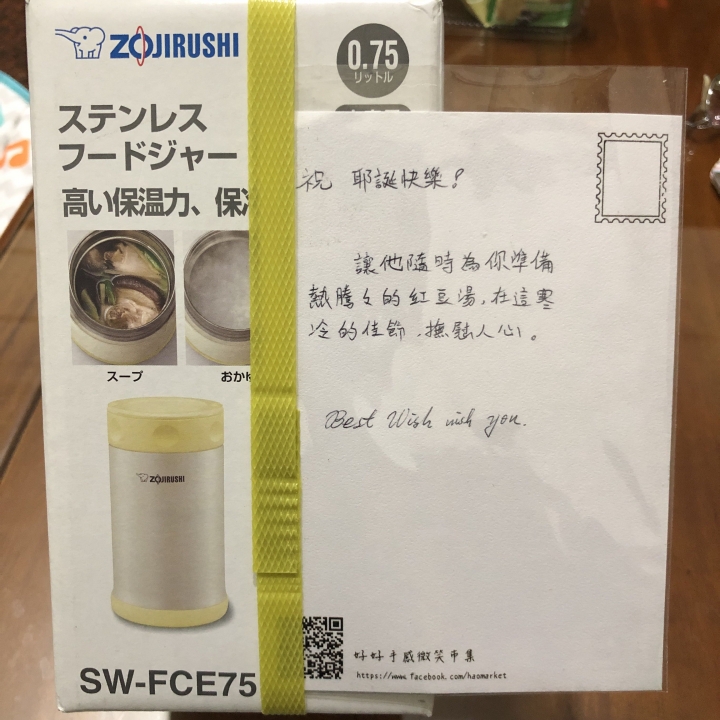 ZOJIRUSHI
0.75
リットル
ステンレス
フードジャー
高い保温力、保
スープ
おかゆ
ZOJIRUSHI
SW-FCE75
祝 耶誕快樂!
讓他隨時為你準備
熱騰々的紅豆湯,在這寒
冷的佳節,撫慰人心。
Best Wish wish you.
好好手感微笑市集
https://www.facebook.com/haomarket